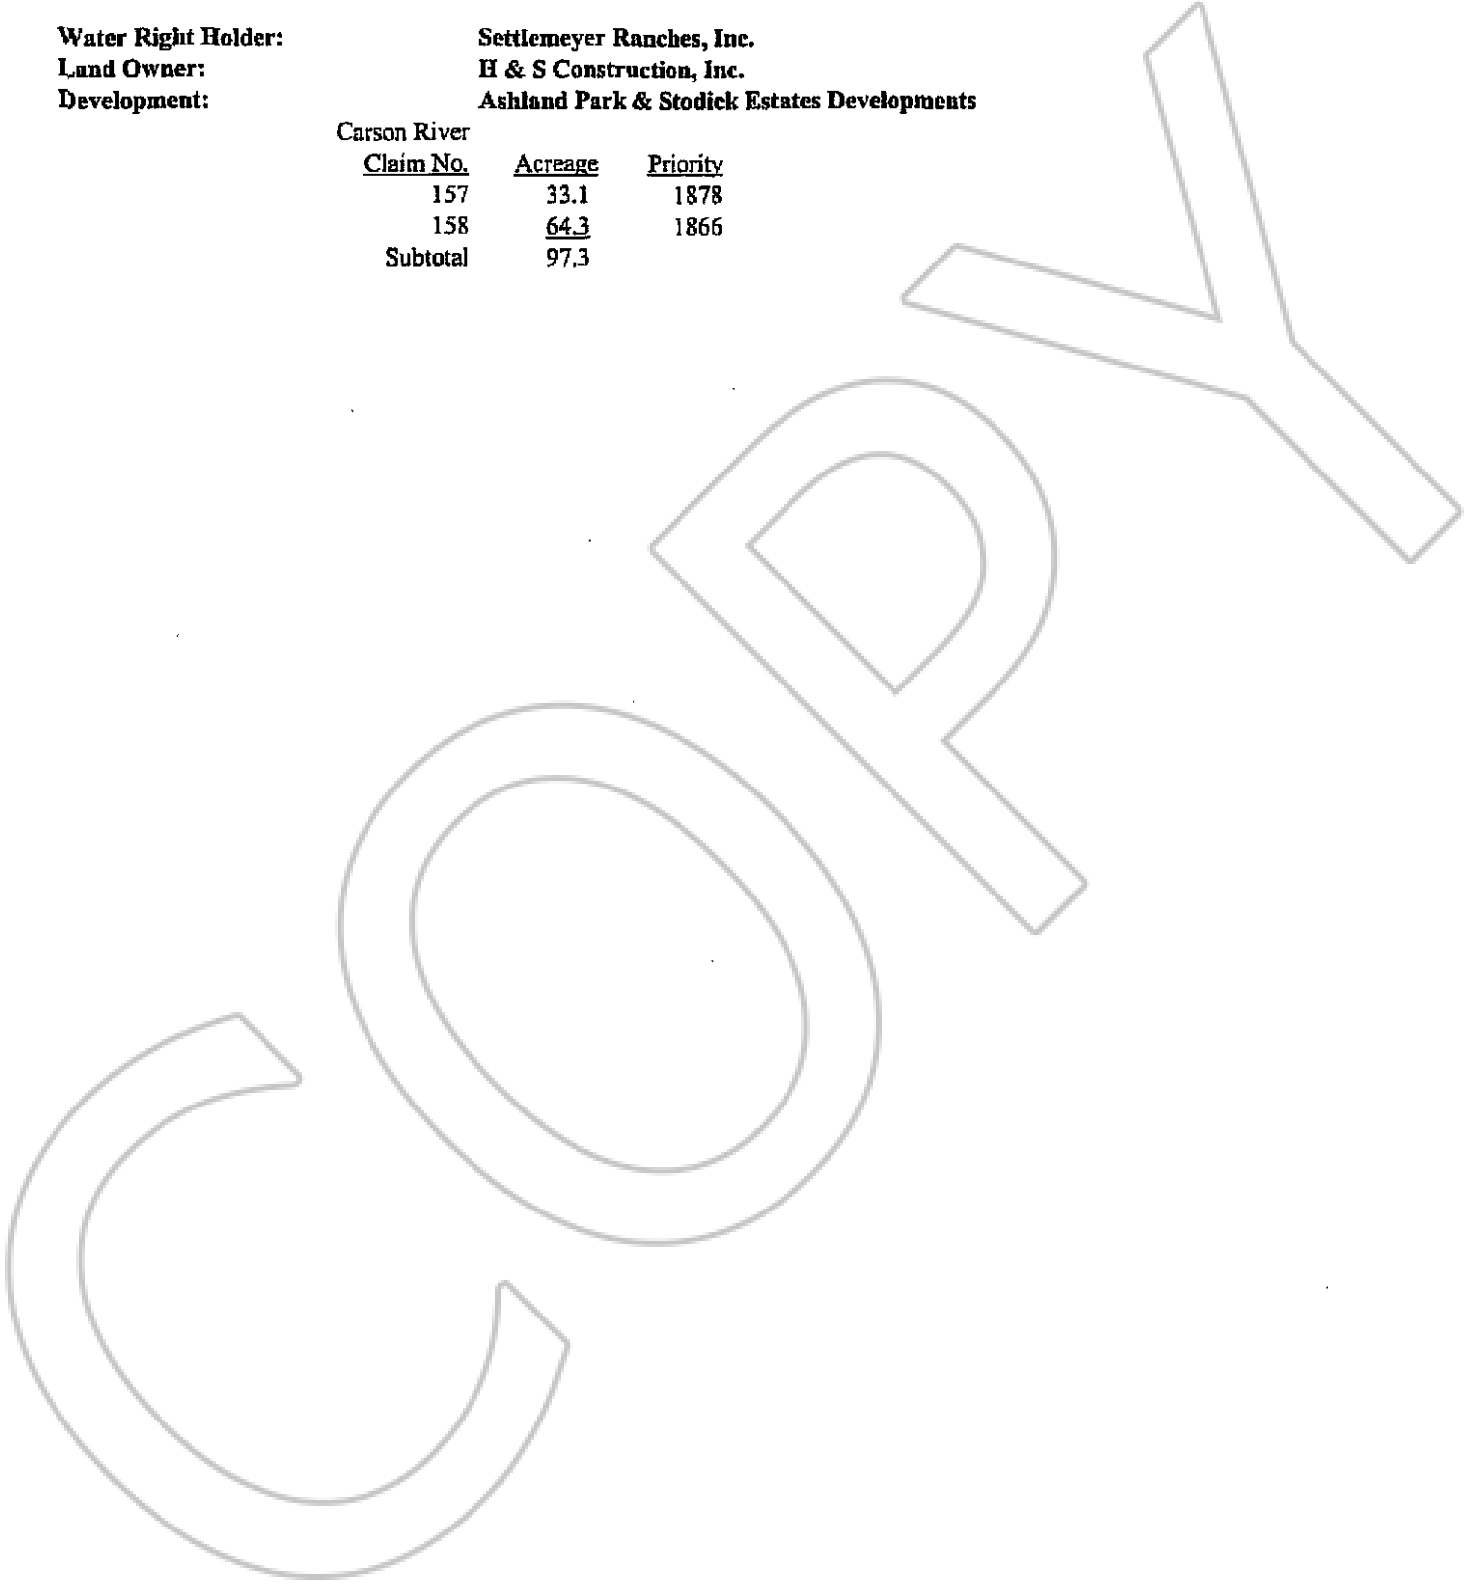 Water Right Holder: Settlemeyer Ranches, Inc.
Land Owner: H & S Construction, Inc.
Development: Ashland Park & Stodick Estates Developments
Carson River
Claim No. Acreage Priority
157 33.1 1878
158 64.3 1866
Subtotal 97.3
COPY